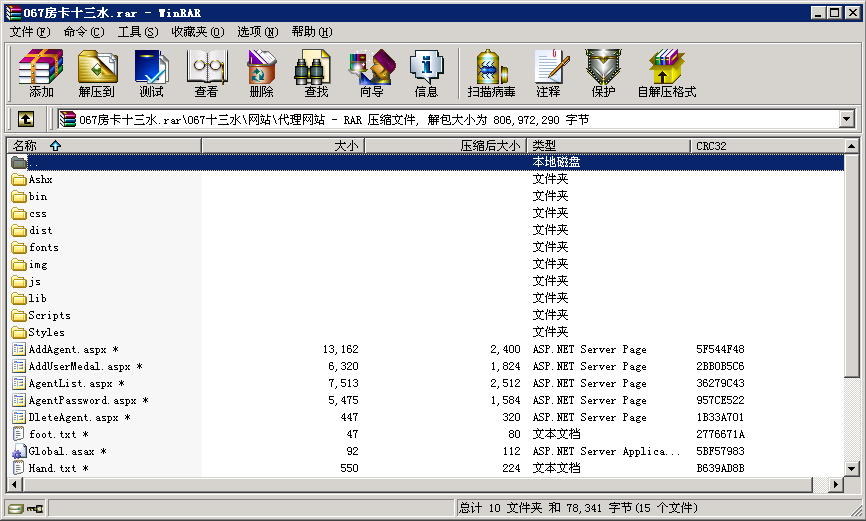 067房卡十三水.rar - WinRAR
文件(F) 命令(C) 工具(S) 收藏夹(O) 选项(N) 帮助(H)
添加 解压到 测试 查看 删除 查找 向导 信息 扫描病毒 注释 保护 自解压格式
067房卡十三水.rar\067十三水\网站\代理网站 - RAR 压缩文件, 解包大小为 806,972,290 字节
名称 大小 压缩后大小 类型 CRC32
.. 本地磁盘
Ashx 文件夹
bin 文件夹
css 文件夹
dist 文件夹
fonts 文件夹
img 文件夹
js 文件夹
lib 文件夹
Scripts 文件夹
Styles 文件夹
AddAgent.aspx * 13,162 2,400 ASP.NET Server Page 5F544F48
AddUserMedal.aspx * 6,320 1,824 ASP.NET Server Page 2BB0B5C6
AgentList.aspx * 7,513 2,512 ASP.NET Server Page 36279C43
AgentPassword.aspx * 5,475 1,584 ASP.NET Server Page 957CE522
DleteAgent.aspx * 447 320 ASP.NET Server Page 1B33A701
foot.txt * 47 80 文本文档 2776671A
Global.asax * 92 112 ASP.NET Server Applica... 5BF57983
Hand.txt * 550 224 文本文档 B639AD8B
总计 10 文件夹 和 78,341 字节(15 个文件)